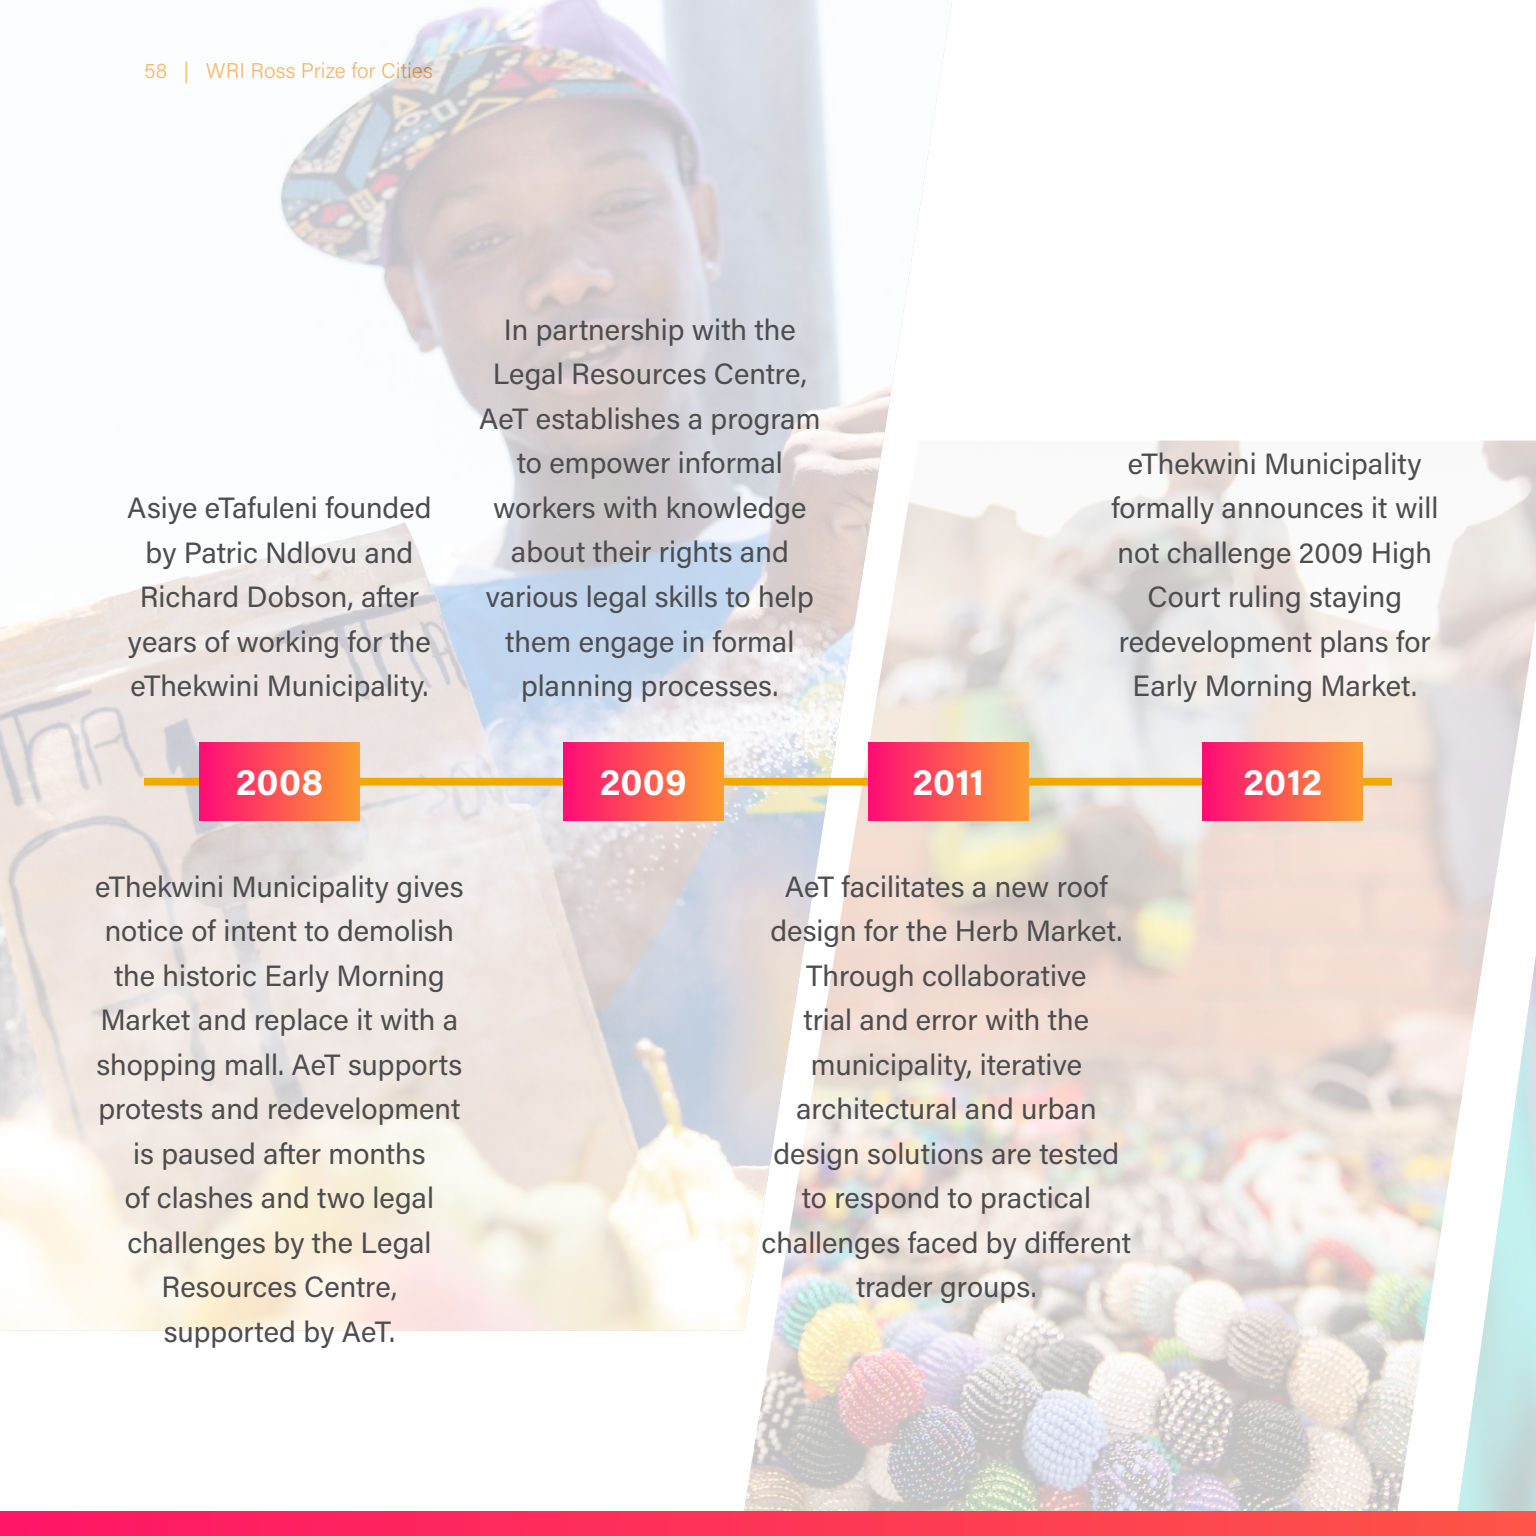 58 | WRI Ross Prize for Cities
Asiye eTafuleni founded
by Patric Ndlovu and
Richard Dobson, after
years of working for the
eThekwini Municipality.
In partnership with the
Legal Resources Centre,
AeT establishes a program
to empower informal
workers with knowledge
about their rights and
various legal skills to help
them engage in formal
planning processes.
eThekwini Municipality
formally announces it will
not challenge 2009 High
Court ruling staying
redevelopment plans for
Early Morning Market.
2008
2009
2011
2012
eThekwini Municipality gives
notice of intent to demolish
the historic Early Morning
Market and replace it with a
shopping mall. AeT supports
protests and redevelopment
is paused after months
of clashes and two legal
challenges by the Legal
Resources Centre,
supported by AeT.
AeT facilitates a new roof
design for the Herb Market.
Through collaborative
trial and error with the
municipality, iterative
architectural and urban
design solutions are tested
to respond to practical
challenges faced by different
trader groups.